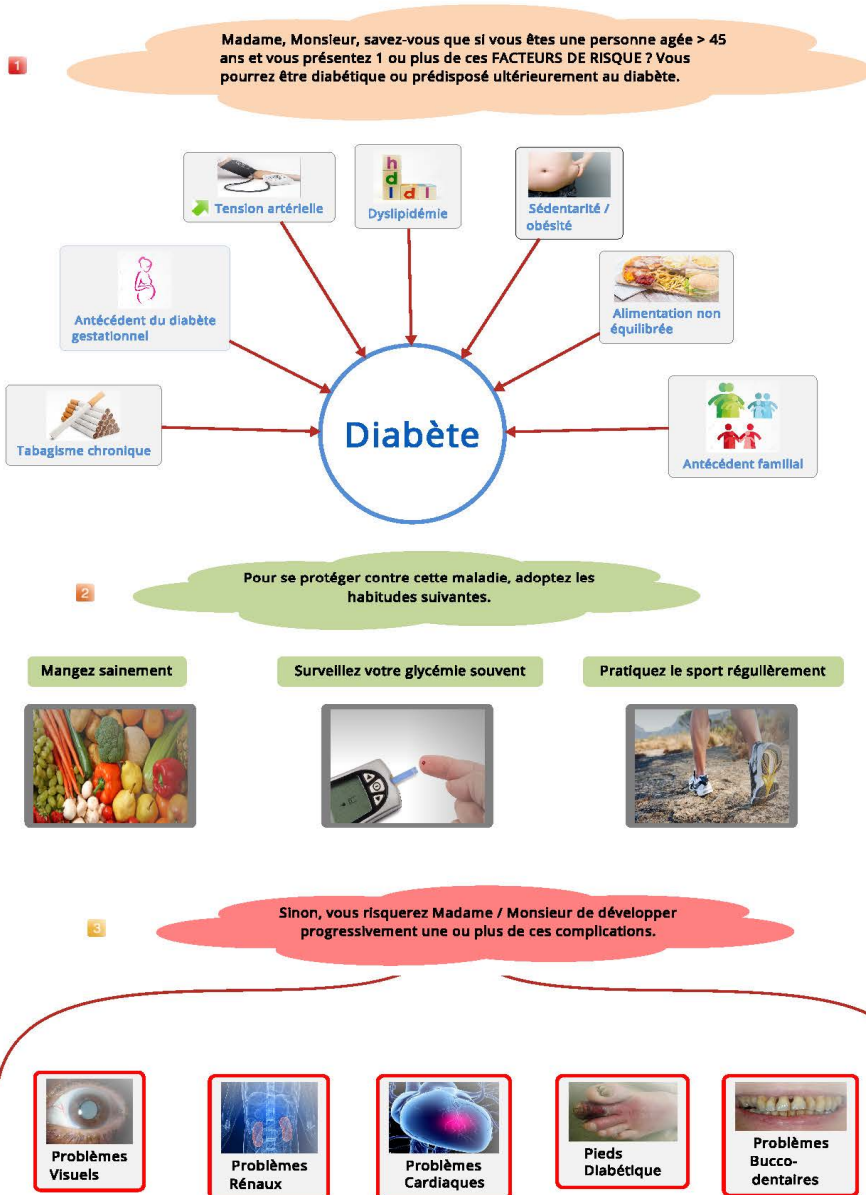 1
Madame, Monsieur, savez-vous que si vous êtes une personne agée > 45
ans et vous présentez 1 ou plus de ces FACTEURS DE RISQUE ? Vous
pourrez être diabétique ou prédisposé ultérieurement au diabète.
Tension artérielle
h
d
l d l
Dyslipidémie
Sédentarité /
obésité
Antécédent du diabète
gestationnel
Alimentation non
équilibrée
Tabagisme chronique
Diabète
Antécédent familial
2
Pour se protéger contre cette maladie, adoptez les
habitudes suivantes.
Mangez sainement
Surveillez votre glycémie souvent
Pratiquez le sport régulièrement
3
Sinon, vous risquerez Madame / Monsieur de développer
progressivement une ou plus de ces complications.
Problèmes
Visuels
Problèmes
Rénaux
Problèmes
Cardiaques
Pieds
Diabétique
Problèmes
Bucco-
dentaires